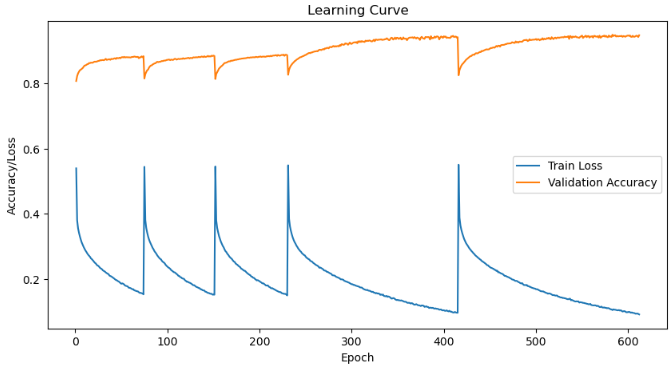 Learning Curve
Accuracy/Loss
0.8
0.6
0.4
0.2
Train Loss
Validation Accuracy
0 100 200 300 400 500 600
Epoch